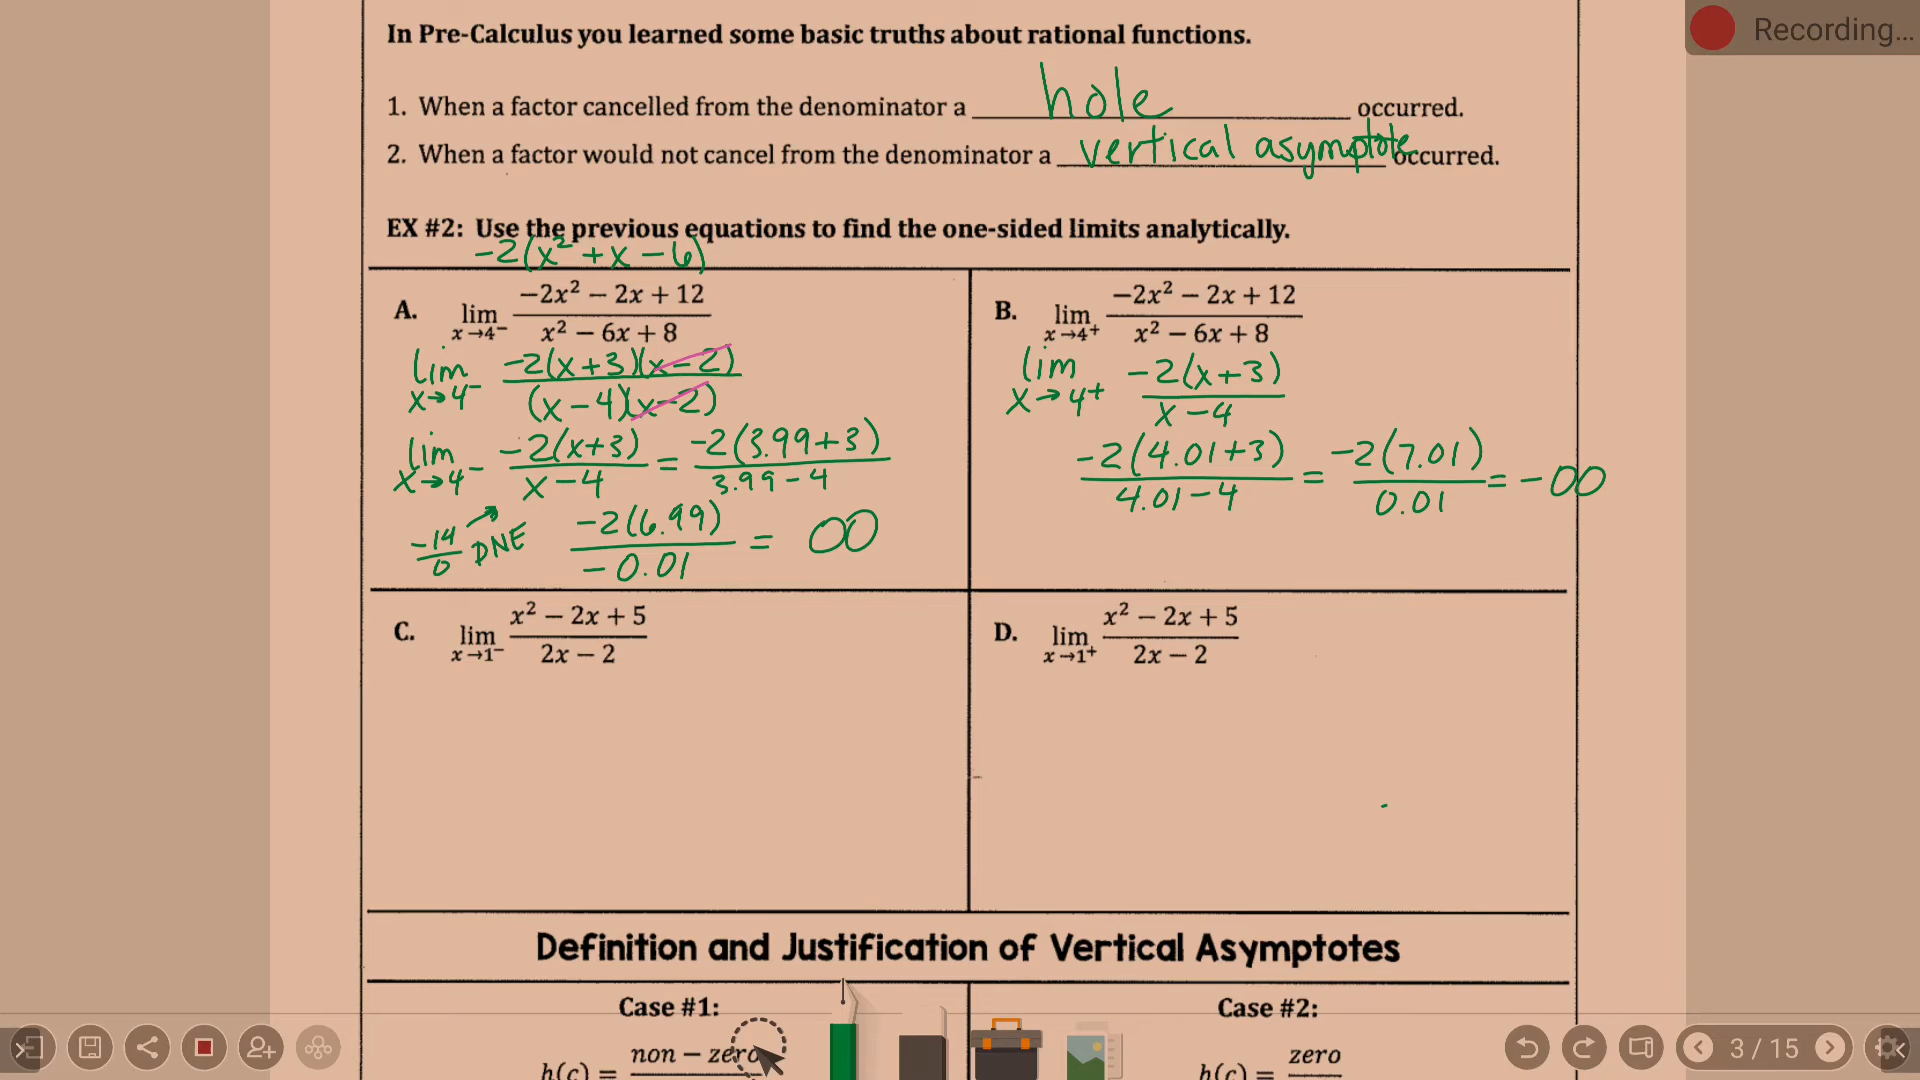 Recording...
In Pre-Calculus you learned some basic truths about rational functions.
1. When a factor cancelled from the denominator a hole occurred.
2. When a factor would not cancel from the denominator a vertical asymptote occurred.
EX #2: Use the previous equations to find the one-sided limits analytically.
-2(x² + x - 6)
A. lim x→4⁻ (−2x² − 2x + 12)/(x² − 6x + 8)
lim x→4⁻ -2(x+3)(x-2)/(x-4)(x-2)
lim x→4⁻ -2(x+3)/(x-4) = -2(3.99+3)/(3.99-4)
-14/0 → DNE -2(6.99)/-0.01 = ∞
B. lim x→4⁺ (−2x² − 2x + 12)/(x² − 6x + 8)
lim x→4⁺ -2(x+3)/(x-4)
-2(4.01+3)/(4.01-4) = -2(7.01)/0.01 = -∞
C. lim x→1⁻ (x² − 2x + 5)/(2x − 2)
D. lim x→1⁺ (x² − 2x + 5)/(2x − 2)
Definition and Justification of Vertical Asymptotes
Case #1:
h(c) = non − zero
Case #2:
h(c) = zero
3 / 15